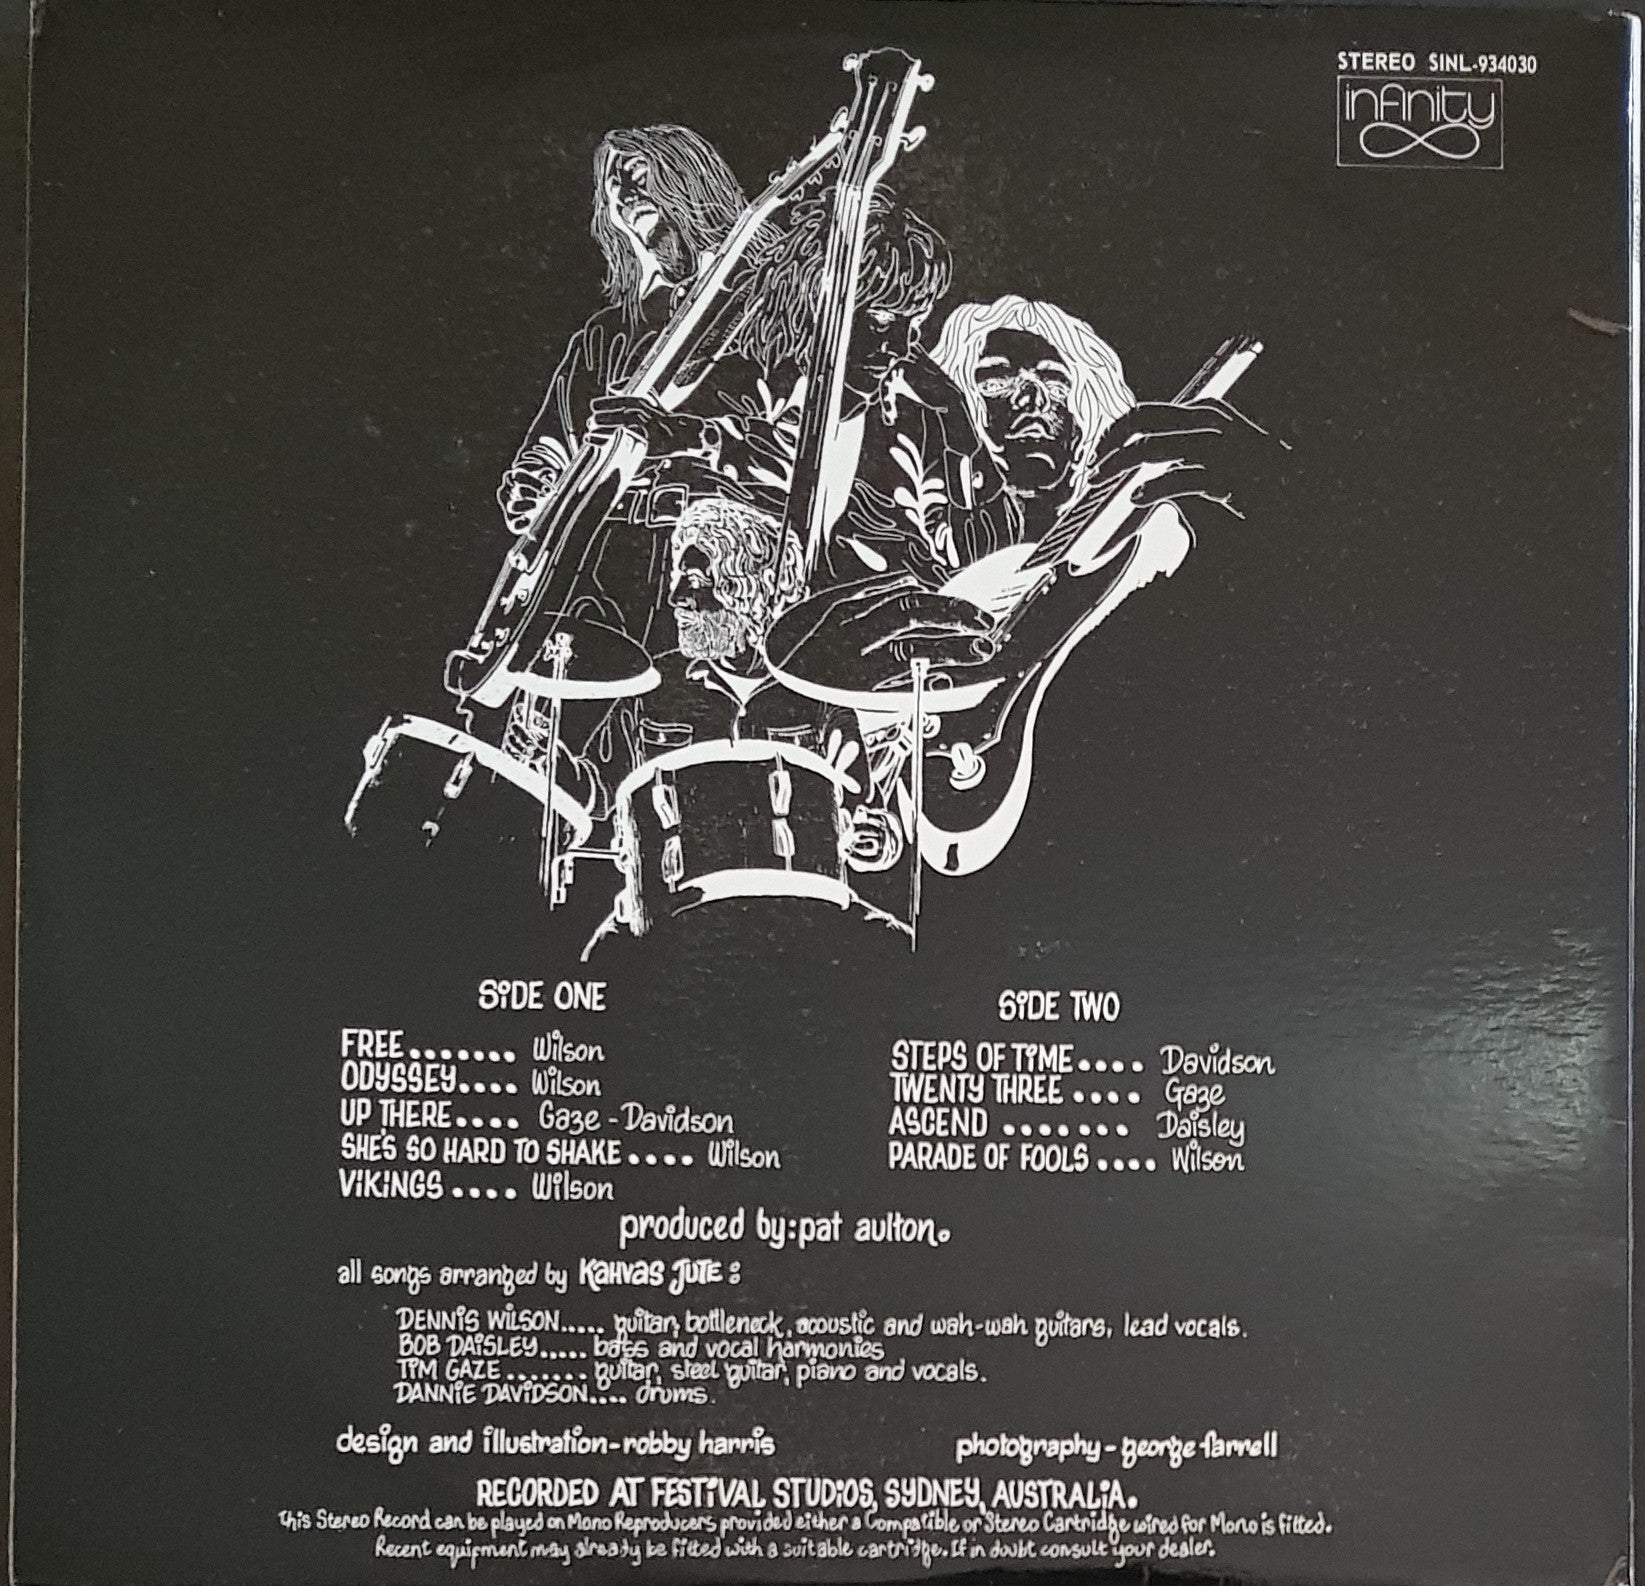 STEREO SINL-934030
infinity
SIDE ONE
FREE....... Wilson
ODYSSEY.... Wilson
UP THERE.... Gaze - Davidson
SHE'S SO HARD TO SHAKE.... Wilson
VIKINGS.... Wilson
SIDE TWO
STEPS OF TIME.... Davidson
TWENTY THREE.... Gaze
ASCEND....... Daisley
PARADE OF FOOLS.... Wilson
produced by: pat aulton.
all songs arranged by KAHVAS JUTE:
DENNIS WILSON..... guitar, bottleneck, acoustic and wah-wah guitars, lead vocals.
BOB DAISLEY..... bass and vocal harmonies
TIM GAZE....... guitar, steel guitar, piano and vocals.
DANNIE DAVIDSON.... drums.
design and illustration-robby harris
photography-george farrell
RECORDED AT FESTIVAL STUDIOS, SYDNEY, AUSTRALIA.
This Stereo Record can be played on Mono Reproducers provided either a Compatible or Stereo Cartridge wired for Mono is fitted.
Recent equipment may already be fitted with a suitable cartridge. If in doubt consult your dealer.